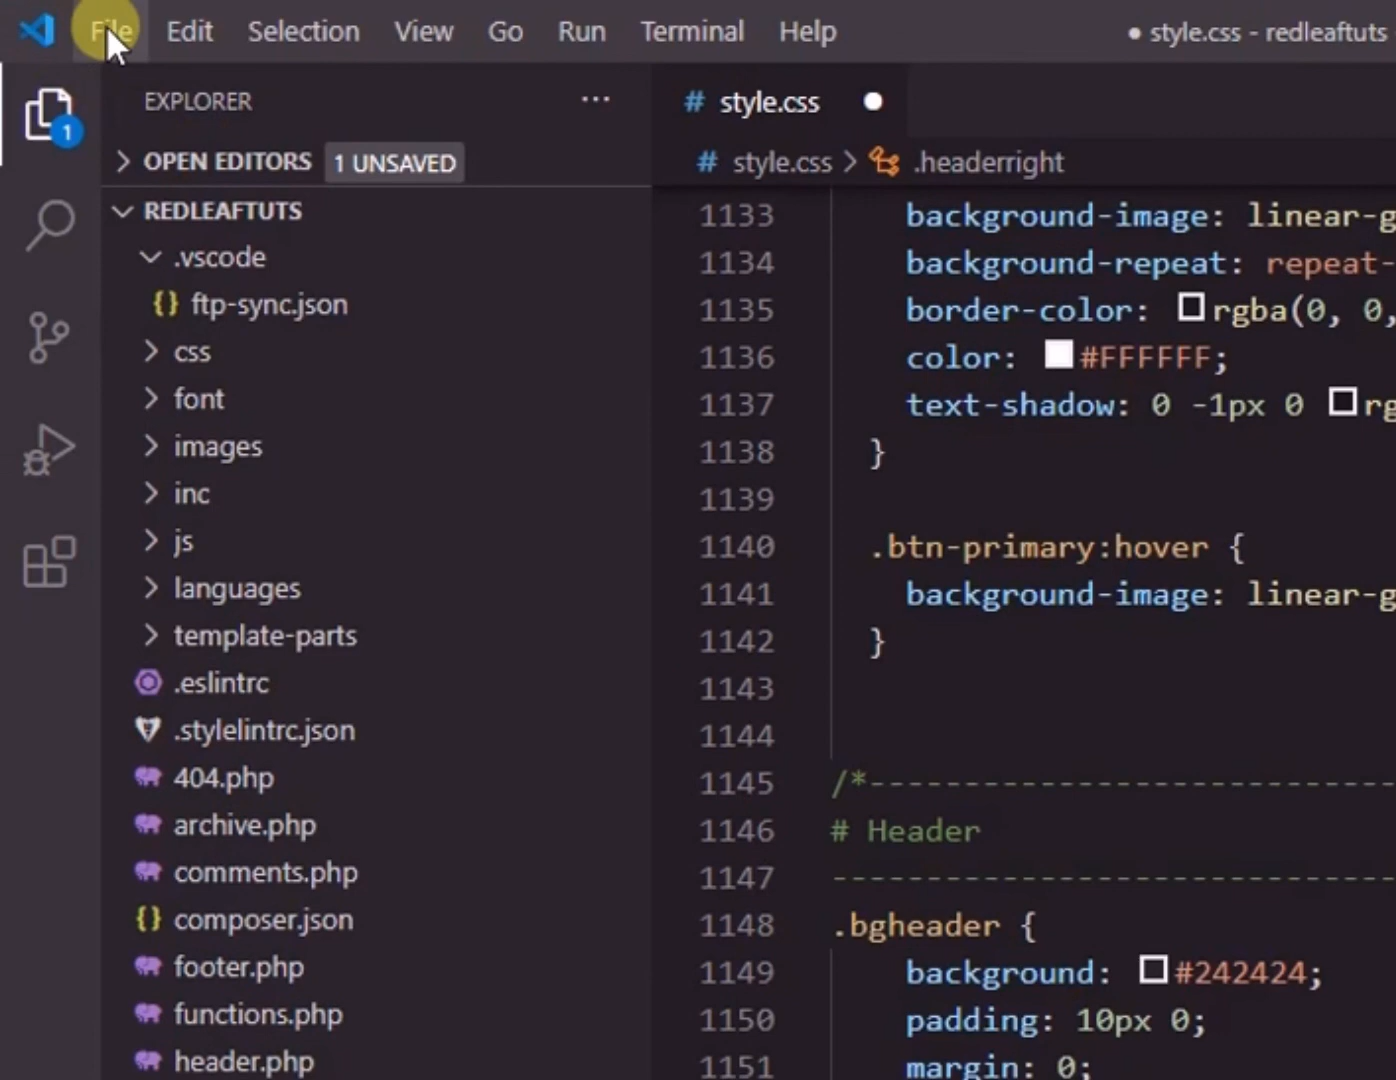 File Edit Selection View Go Run Terminal Help ● style.css - redleaftuts
EXPLORER ...
1
OPEN EDITORS 1 UNSAVED
REDLEAFTUTS
.vscode
{} ftp-sync.json
css
font
images
inc
js
languages
template-parts
.eslintrc
.stylelintrc.json
404.php
archive.php
comments.php
{} composer.json
footer.php
functions.php
header.php
# style.css ●
# style.css > .headerright
1133 background-image: linear-g
1134 background-repeat: repeat-
1135 border-color: rgba(0, 0,
1136 color: #FFFFFF;
1137 text-shadow: 0 -1px 0 rg
1138 }
1139
1140 .btn-primary:hover {
1141 background-image: linear-g
1142 }
1143
1144
1145 /*------------------------------
1146 # Header
1147 --------------------------------
1148 .bgheader {
1149 background: #242424;
1150 padding: 10px 0;
1151 margin: 0;